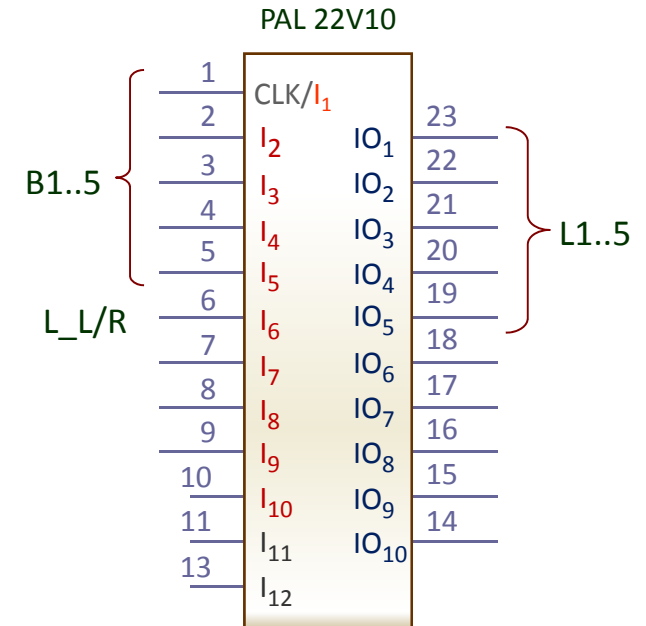 PAL 22V10
1 CLK/I1
2 I2 IO1 23
3 I3 IO2 22
4 I4 IO3 21
5 I5 IO4 20
6 I6 IO5 19
7 I7 IO6 18
8 I8 IO7 17
9 I9 IO8 16
10 I10 IO9 15
11 I11 IO10 14
13 I12
B1..5
L_L/R
L1..5